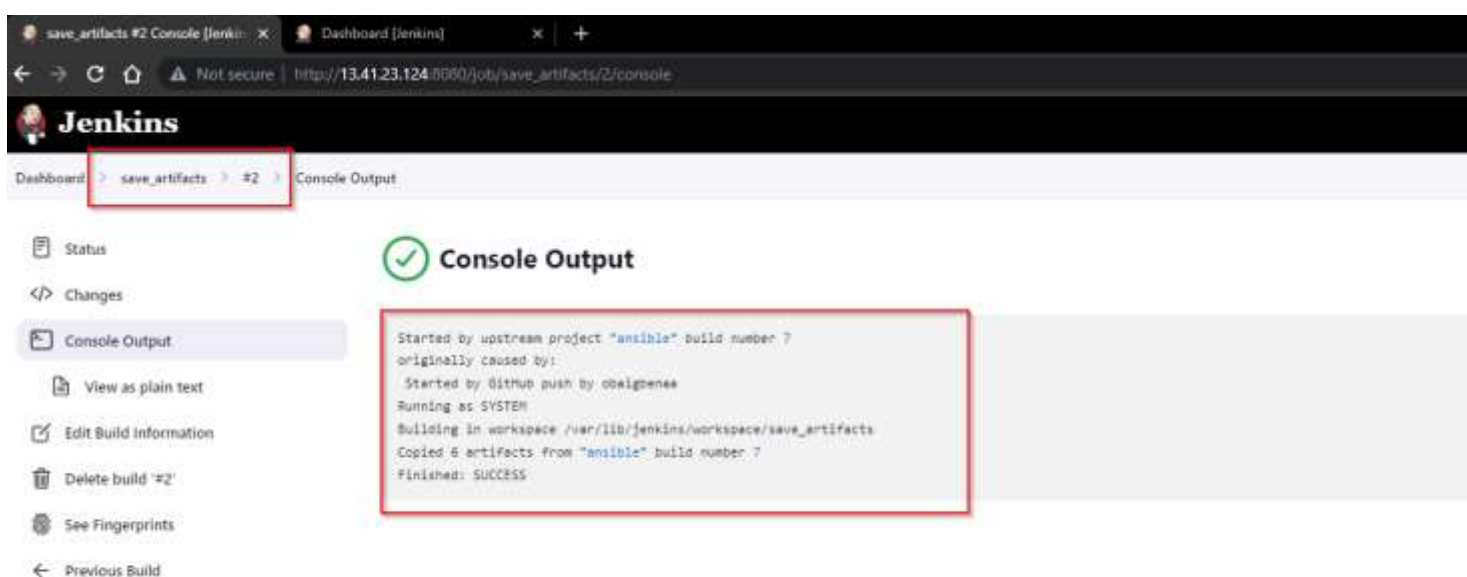 save_artifacts #2 Console [Jenki
Dashboard [Jenkins]
Not secure | http://13.41.23.124:8080/job/save_artifacts/2/console
Jenkins
Dashboard > save_artifacts > #2 > Console Output
Status
Changes
Console Output
View as plain text
Edit Build Information
Delete build '#2'
See Fingerprints
Previous Build
Console Output
Started by upstream project "ansible" build number 7
originally caused by:
Started by GitHub push by
Running as SYSTEM
Building in workspace /var/lib/jenkins/workspace/save_artifacts
Copied 6 artifacts from "ansible" build number 7
Finished: SUCCESS